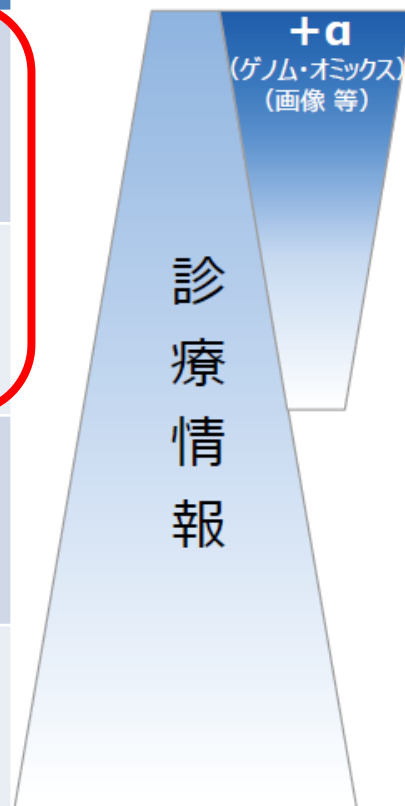 +α
(ゲノム・オミックス)
(画像 等)
診
療
情
報